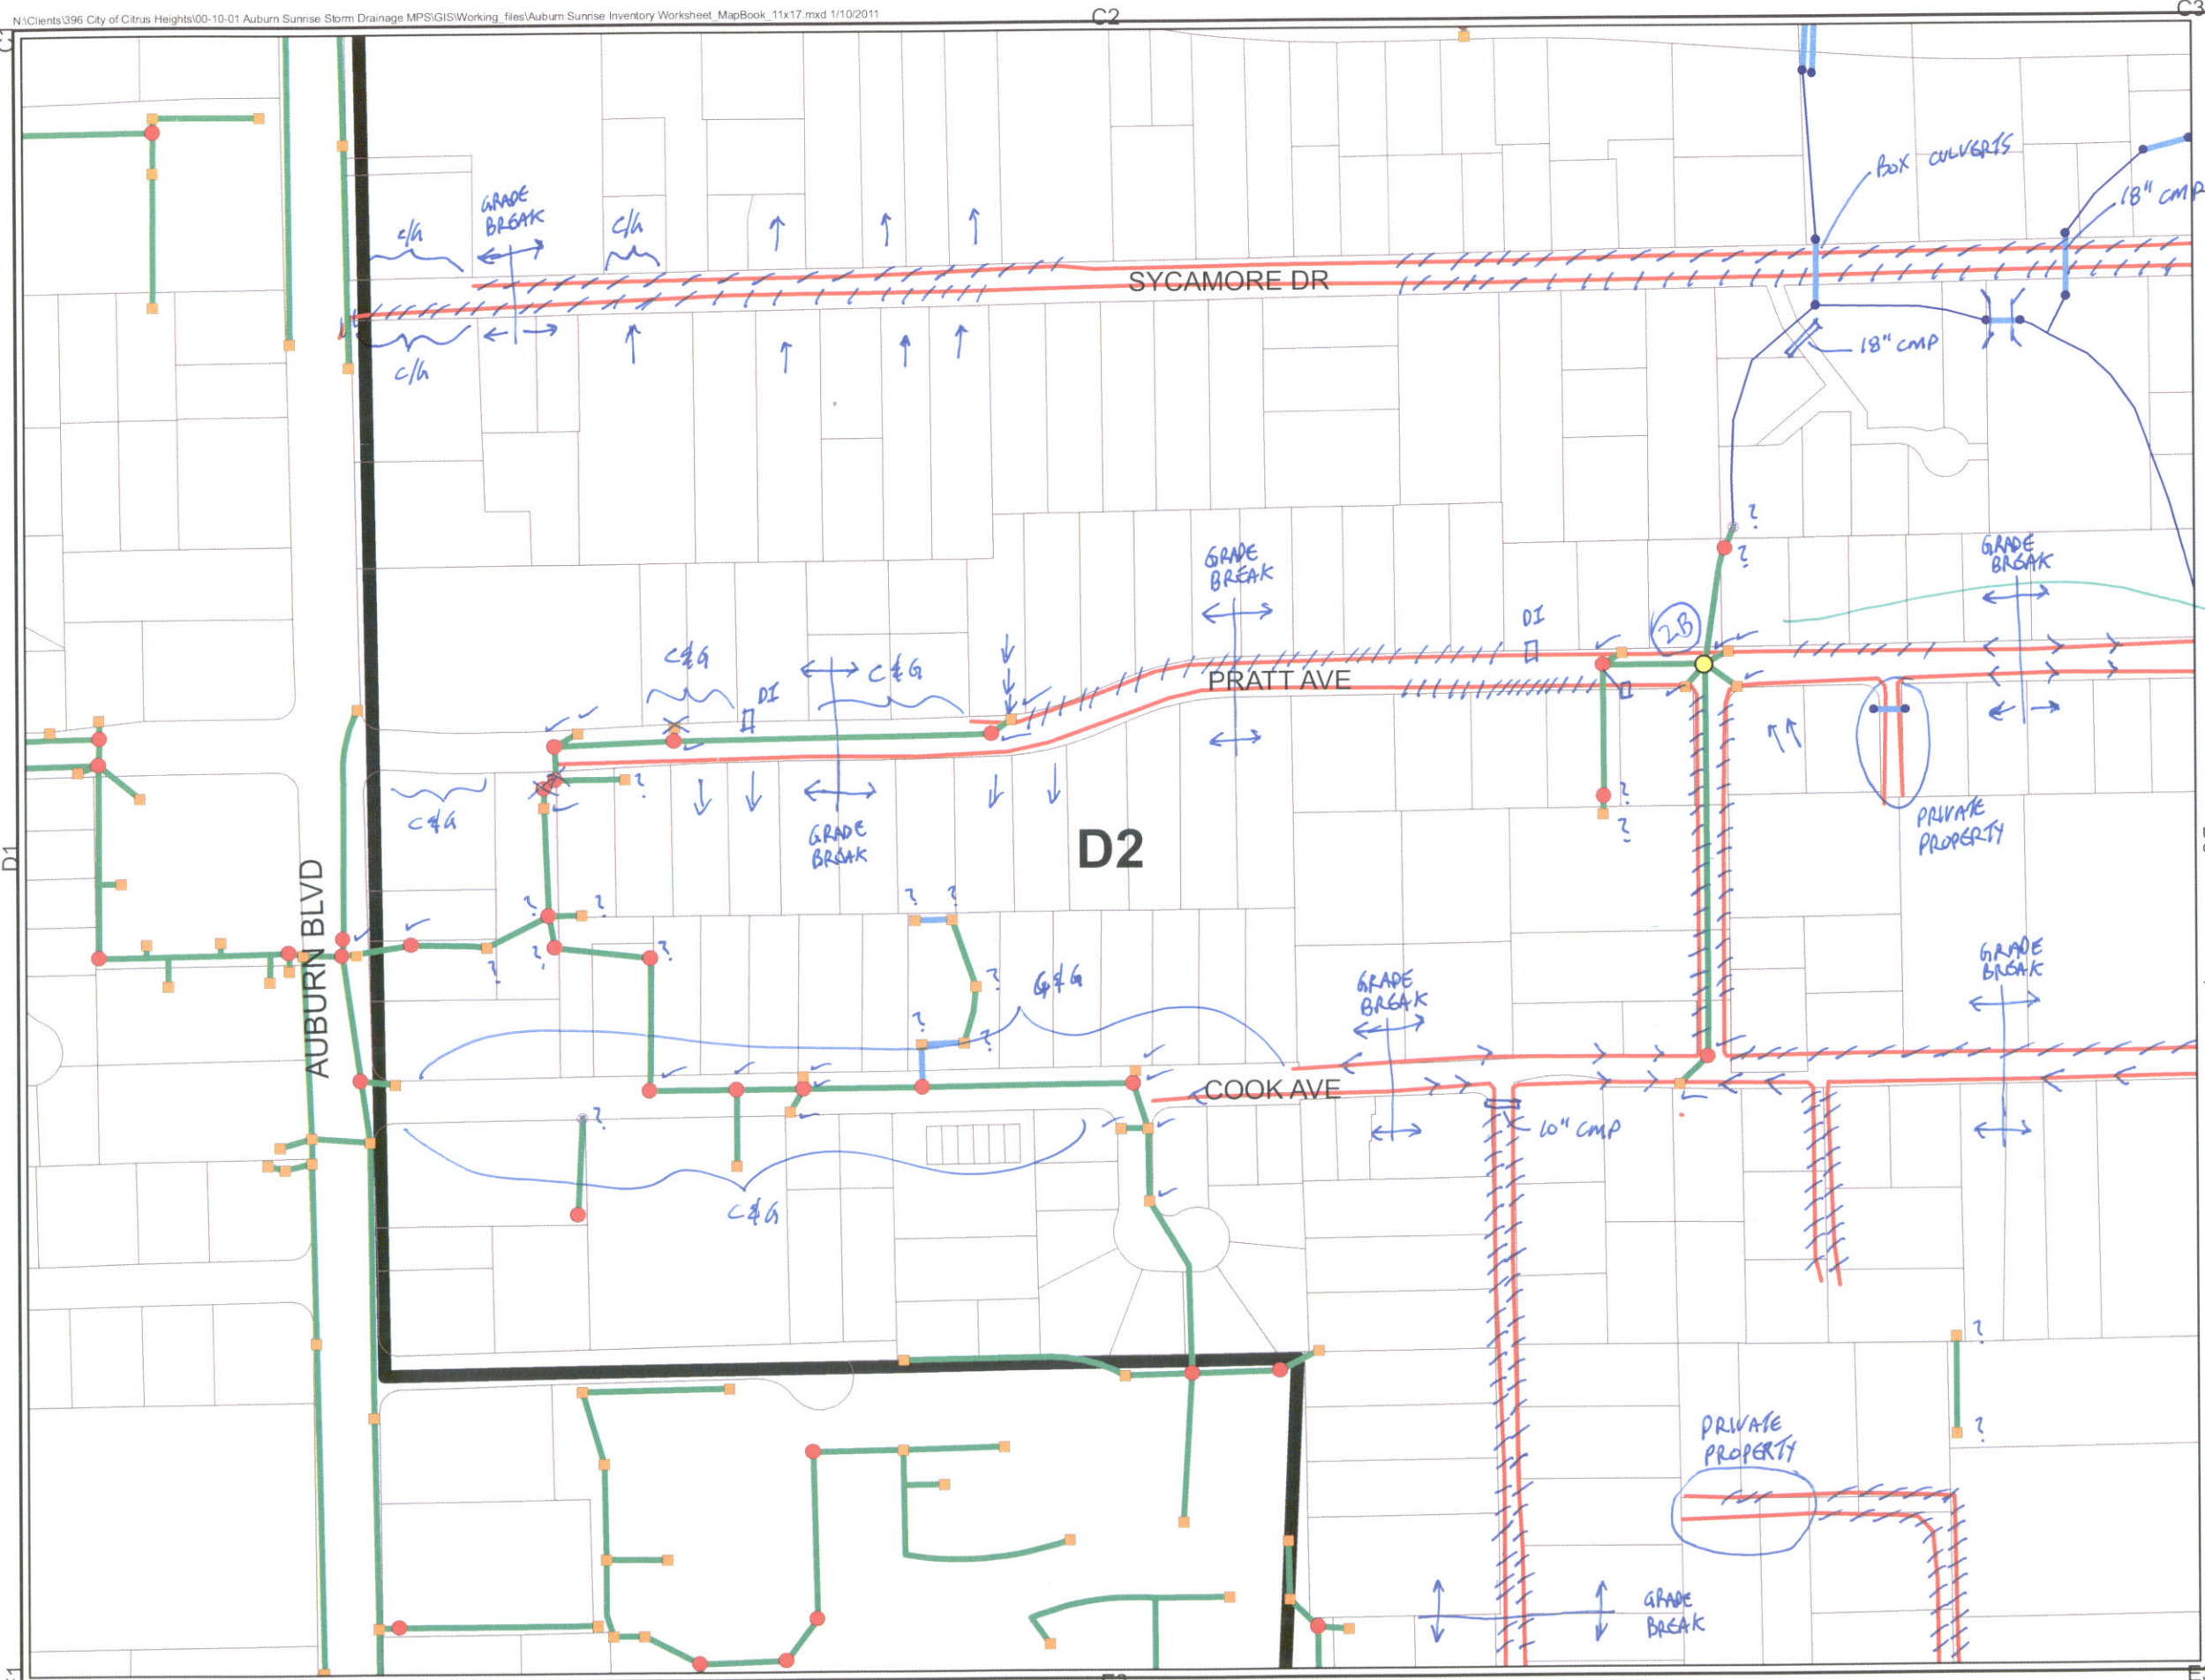 N:\Clients\396 City of Citrus Heights\00-10-01 Auburn Sunrise Storm Drainage MPS\GIS\Working_files\Auburn Sunrise Inventory Worksheet_MapBook_11x17.mxd 1/10/2011
C2
C3
BOX CULVERTS
18" CMP
GRADE
BREAK
C/G
C/G
SYCAMORE DR
C/G
18" CMP
?
?
GRADE
BREAK
GRADE
BREAK
DI
2B
C&G
DI
C&G
PRATT AVE
?
C&G
GRADE
BREAK
D2
?
?
PRIVATE
PROPERTY
D1
AUBURN BLVD
?
?
?
?
?
?
?
?
C&G
?
?
GRADE
BREAK
GRADE
BREAK
COOK AVE
10" CMP
?
C&G
?
?
PRIVATE
PROPERTY
GRADE
BREAK